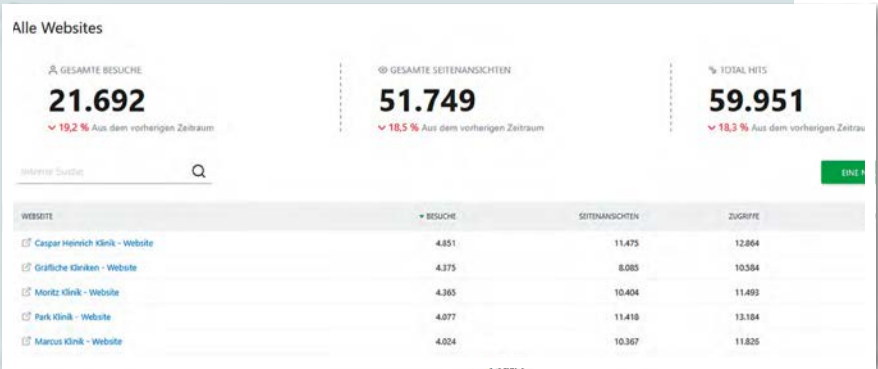 Alle Websites
GESAMTE BESUCHE
21.692
19,2 % Aus dem vorherigen Zeitraum
GESAMTE SEITENANSICHTEN
51.749
18,5 % Aus dem vorherigen Zeitraum
TOTAL HITS
59.951
18,3 % Aus dem vorherigen Zeitrau
Interne Suche
EINE N
WEBSEITE BESUCHE SEITENANSICHTEN ZUGRIFFE
Caspar Heinrich Klinik - Website 4.851 11.475 12.864
Gräfliche Kliniken - Website 4.375 8.085 10.584
Moritz Klinik - Website 4.365 10.404 11.493
Park Klinik - Website 4.077 11.418 13.184
Marcus Klinik - Website 4.024 10.367 11.826